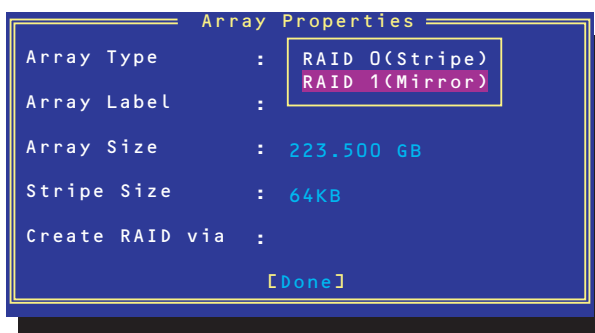 Array Properties
Array Type : RAID 0(Stripe)
RAID 1(Mirror)
Array Label :
Array Size : 223.500 GB
Stripe Size : 64KB
Create RAID via :
[Done]